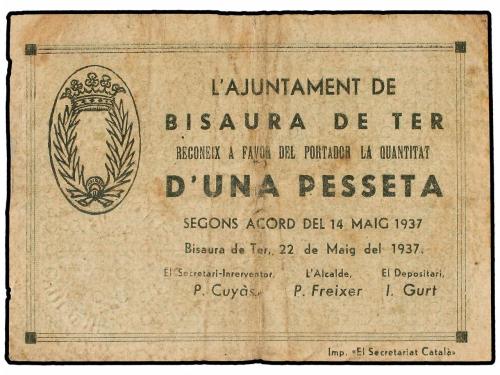 L'AJUNTAMENT DE
BISAURA DE TER
RECONEIX A FAVOR DEL PORTADOR LA QUANTITAT
D'UNA PESSETA
SEGONS ACORD DEL 14 MAIG 1937
Bisaura de Ter, 22 de Maig del 1937.
El Secretari-Inrerventor, L'Alcalde, El Depositari,
P. Cuyàs P. Freixer I. Gurt
Imp. «El Secretariat Català»